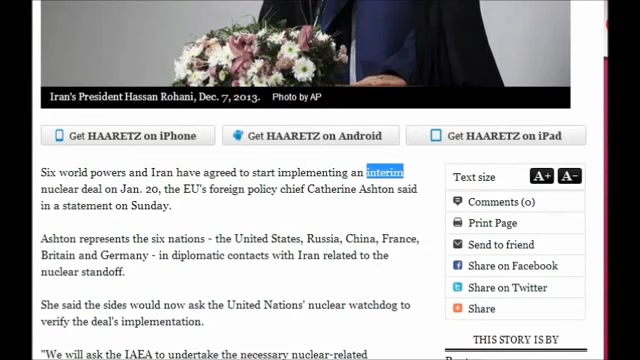 Iran's President Hassan Rohani, Dec. 7, 2013. Photo by AP
Get HAARETZ on iPhone
Get HAARETZ on Android
Get HAARETZ on iPad
Six world powers and Iran have agreed to start implementing an interim
nuclear deal on Jan. 20, the EU's foreign policy chief Catherine Ashton said
in a statement on Sunday.
Ashton represents the six nations - the United States, Russia, China, France,
Britain and Germany - in diplomatic contacts with Iran related to the
nuclear standoff.
She said the sides would now ask the United Nations' nuclear watchdog to
verify the deal's implementation.
"We will ask the IAEA to undertake the necessary nuclear-related
Text size A+ A-
Comments (0)
Print Page
Send to friend
Share on Facebook
Share on Twitter
Share
THIS STORY IS BY